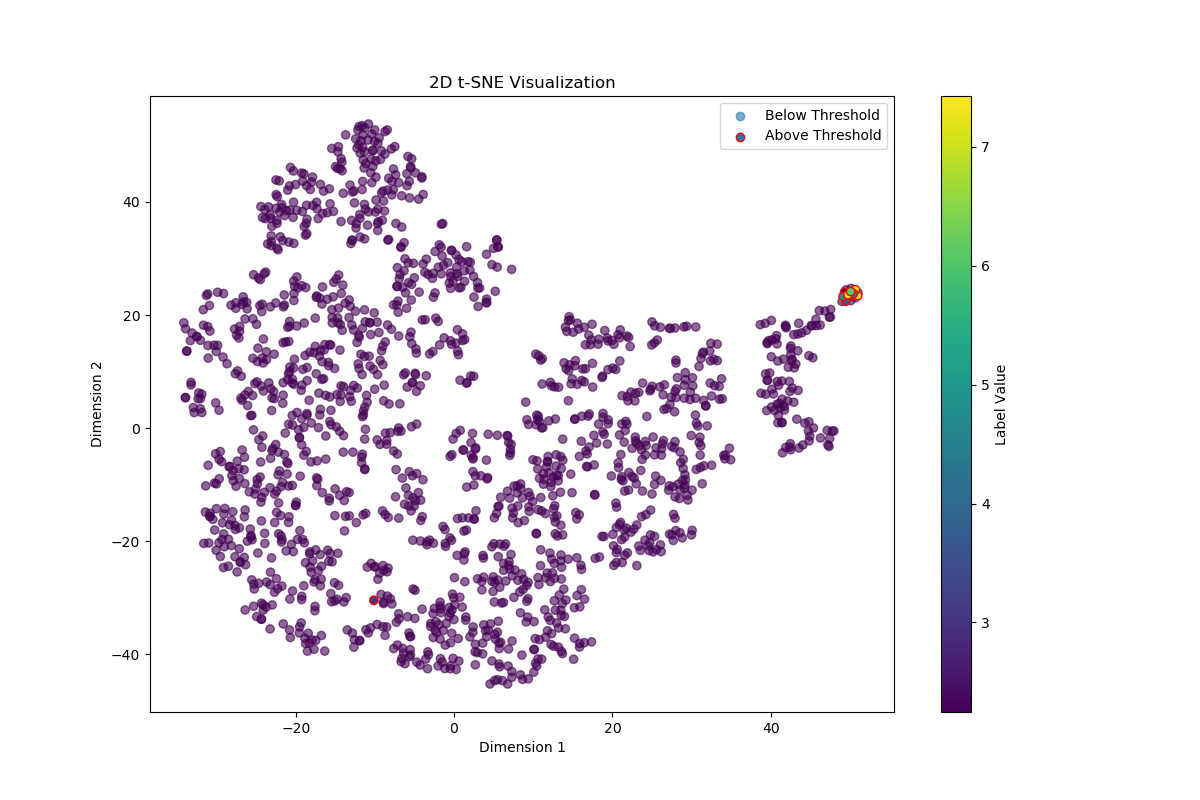 2D t-SNE Visualization
Below Threshold
Above Threshold
40
20
0
−20
−40
Dimension 2
−20
0
20
40
Dimension 1
7
6
5
4
3
Label Value